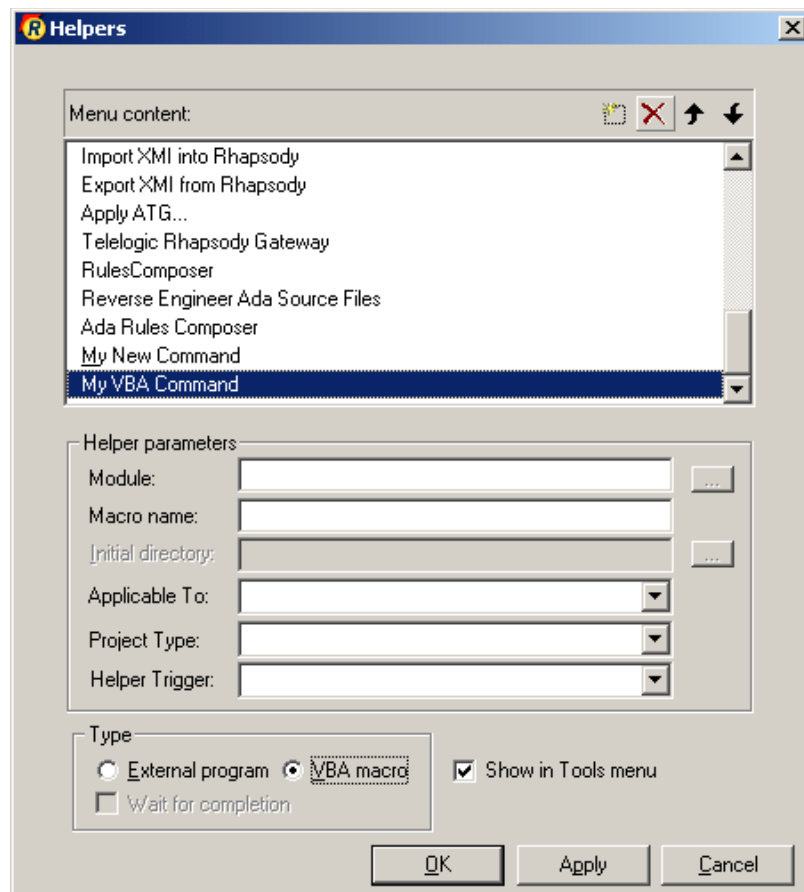 Helpers
Menu content:
Import XMI into Rhapsody
Export XMI from Rhapsody
Apply ATG...
Telelogic Rhapsody Gateway
RulesComposer
Reverse Engineer Ada Source Files
Ada Rules Composer
My New Command
My VBA Command
Helper parameters
Module: ...
Macro name:
Initial directory: ...
Applicable To:
Project Type:
Helper Trigger:
Type
External program VBA macro Show in Tools menu
Wait for completion
OK Apply Cancel